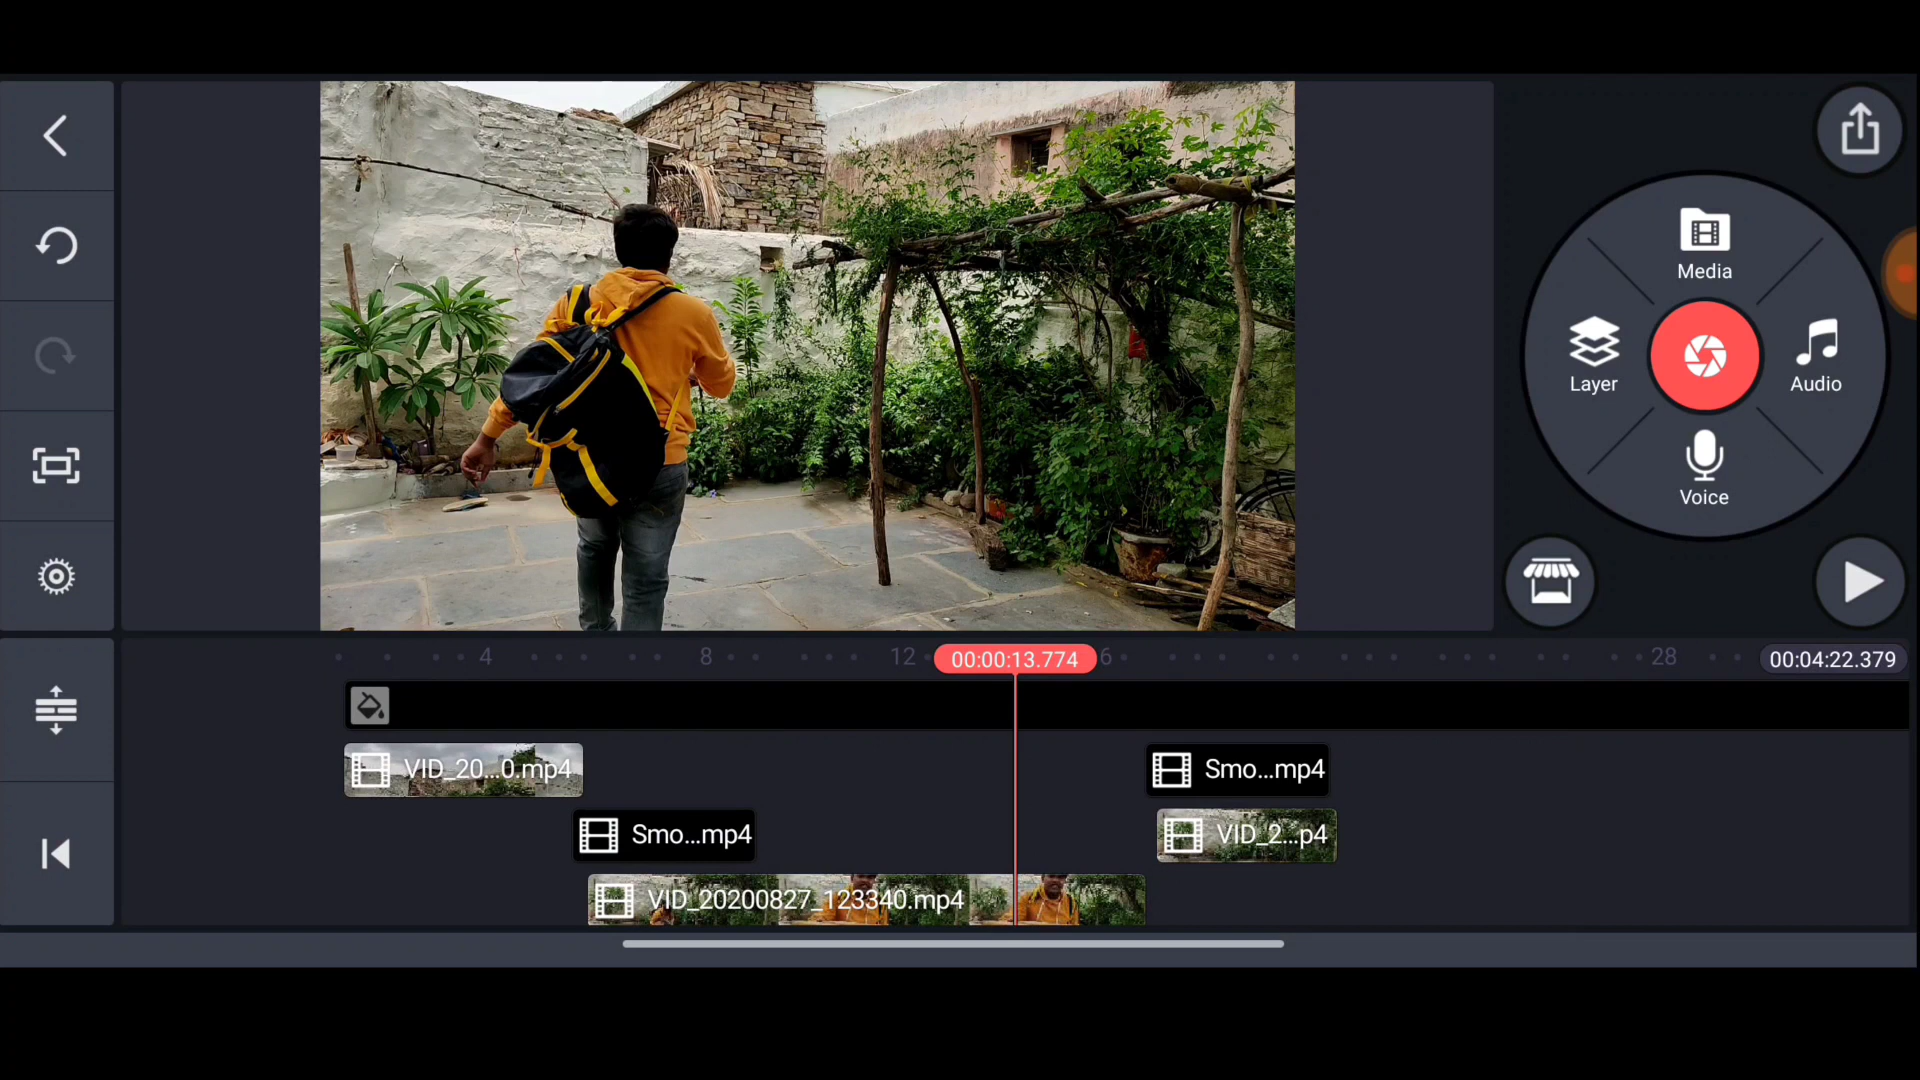 Media
Layer
Audio
Voice
4 8 12 00:00:13.774 6 28 00:04:22.379
VID_20...0.mp4
Smo...mp4
Smo...mp4
VID_2...p4
VID_20200827_123340.mp4